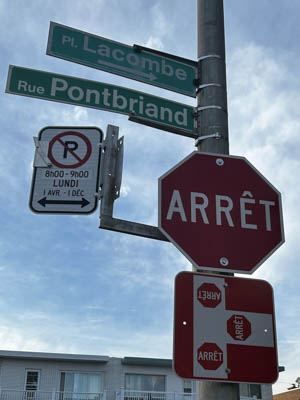 Pl. Lacombe
Rue Pontbriand
P
8h00 - 9h00
LUNDI
1 AVR. - 1 DÉC
ARRÊT
ARRÊT
ARRÊT
ARRÊT